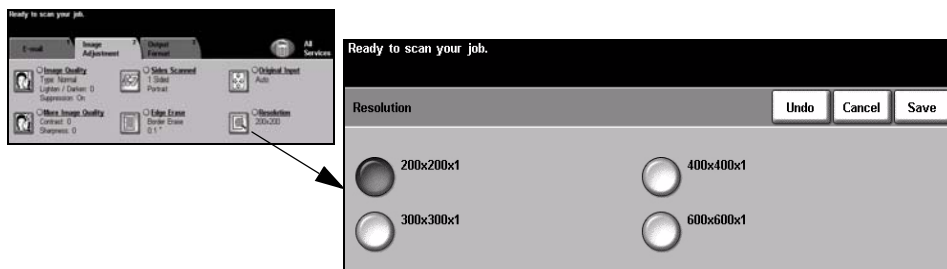 Ready to scan your job.
E-mail
Image Adjustment
Output Format
All Services
Image Quality
Type: Normal
Lighten / Darken: 0
Suppression: On
Sides Scanned
1 Sided
Portrait
Original Input
Auto
More Image Quality
Contrast: 0
Sharpness: 0
Edge Erase
Border Erase
0.1 "
Resolution
200x200
Ready to scan your job.
Resolution
Undo
Cancel
Save
200x200x1
400x400x1
300x300x1
600x600x1